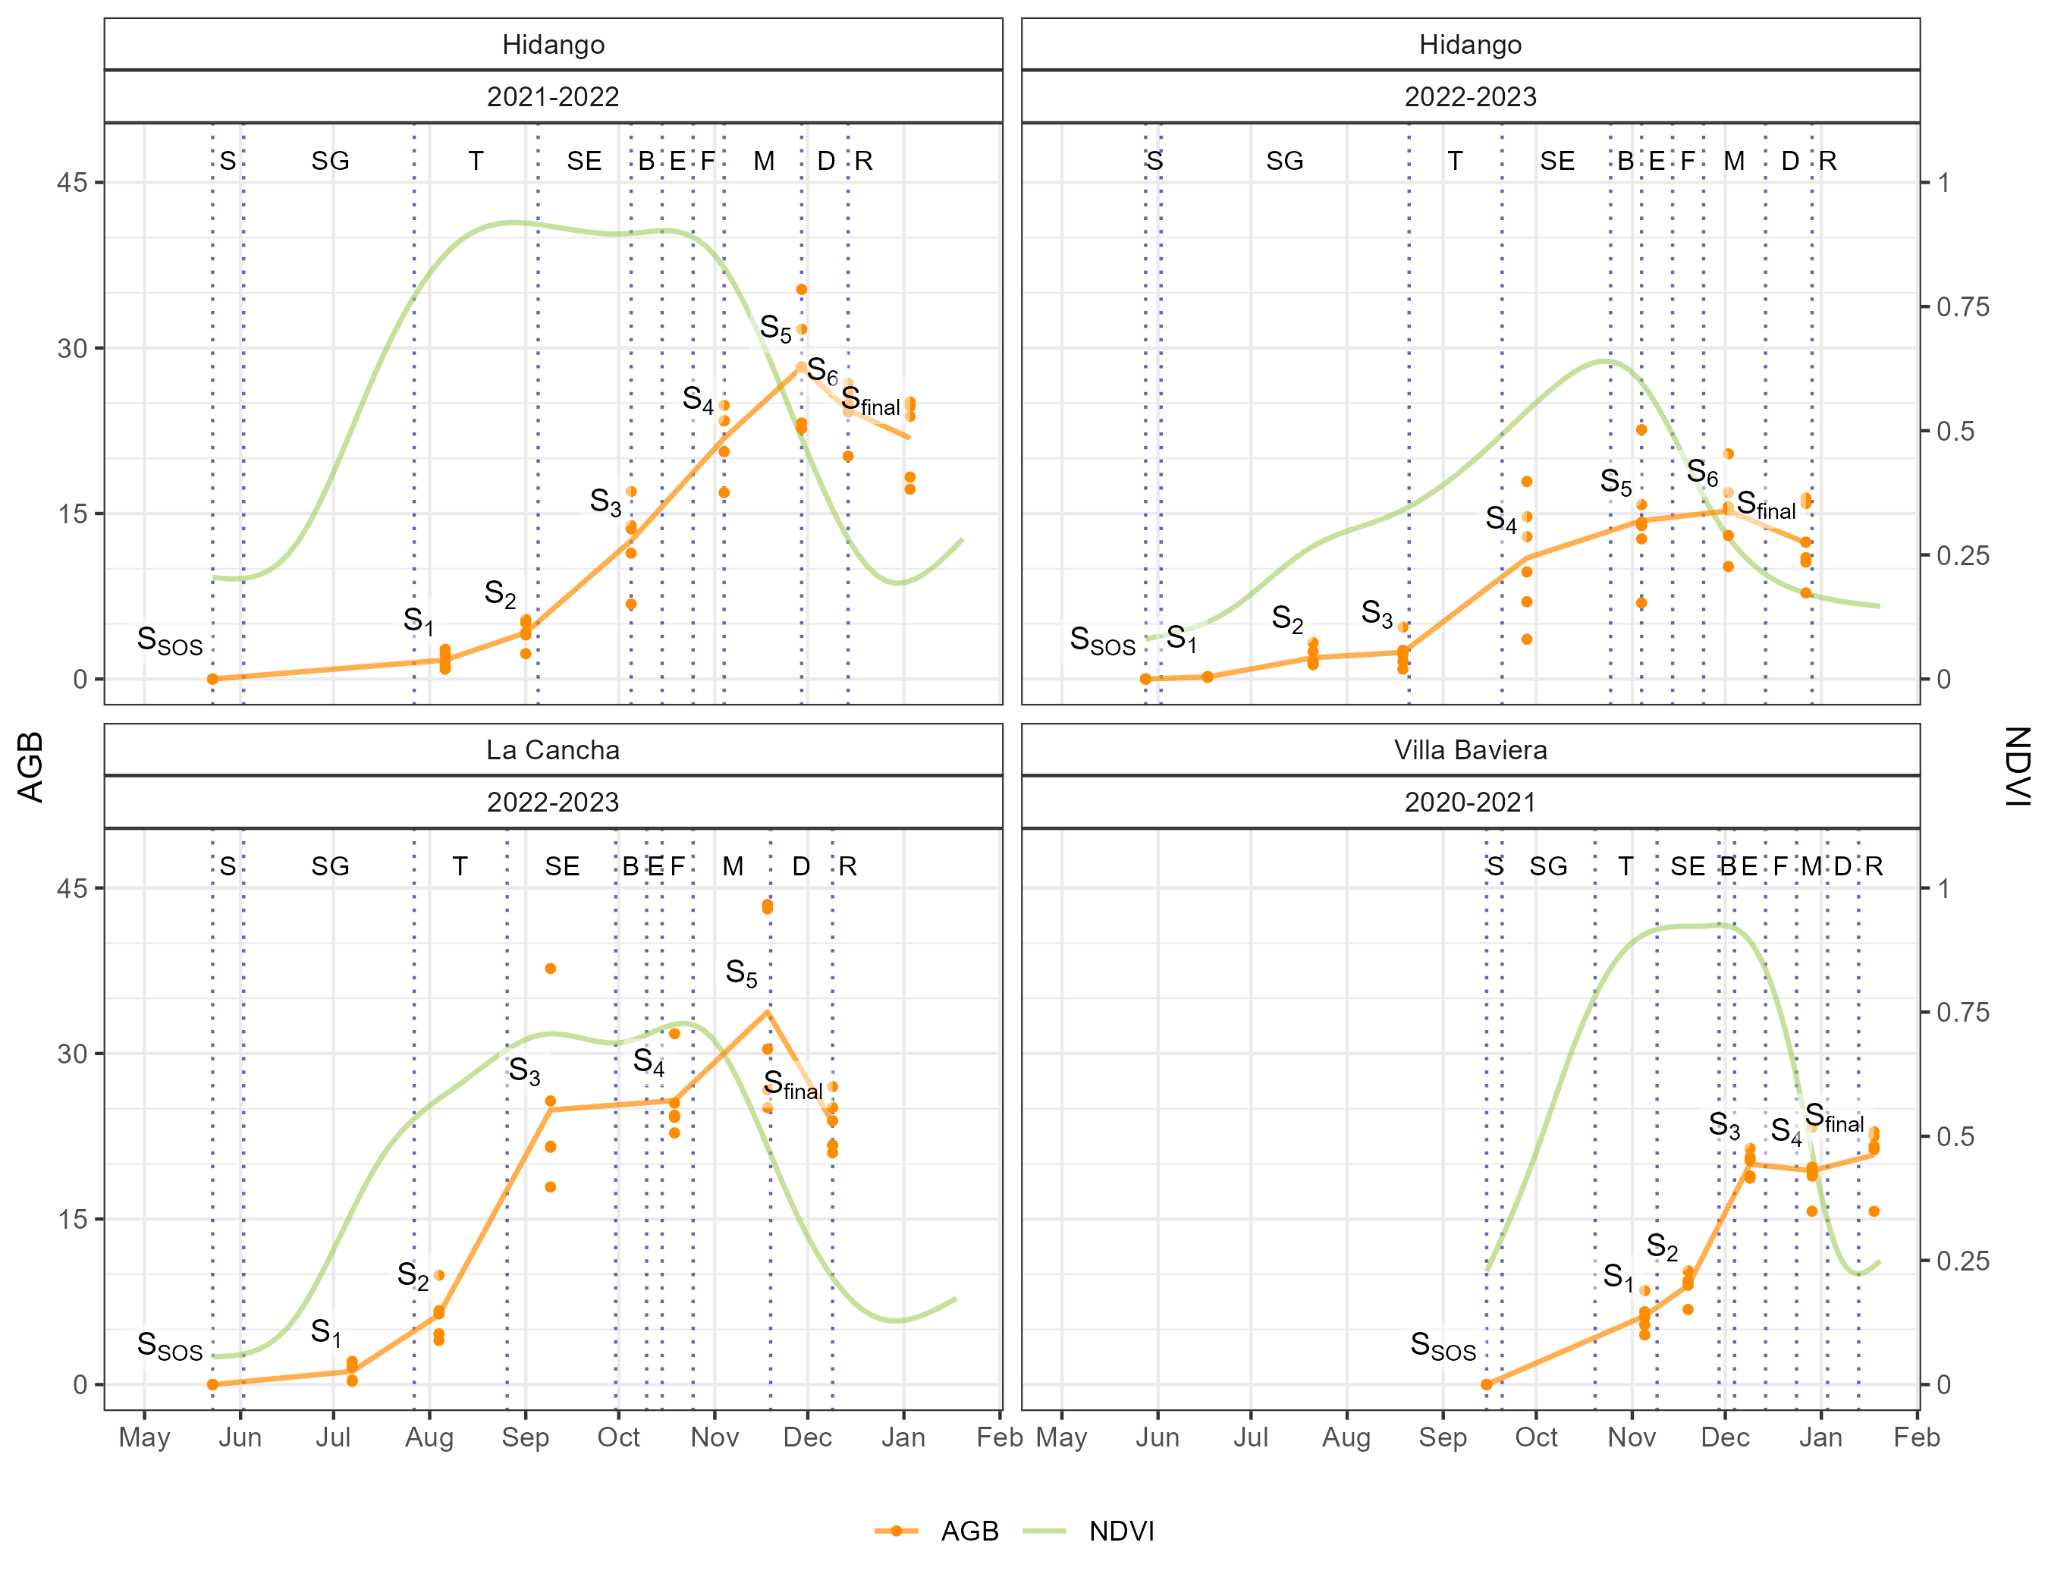 Hidango
Hidango
2021-2022
2022-2023
S SG T SE B E F M D R
S SG T SE B E F M D R
45
30
15
0
1
0.75
0.5
0.25
0
S5
S6
Sfinal
S4
S3
S2
S1
SSOS
S6
S5
Sfinal
S4
S3
S2
S1
SSOS
AGB
NDVI
La Cancha
Villa Baviera
2022-2023
2020-2021
S SG T SE B E F M D R
S SG T SE B E F M D R
45
30
15
0
1
0.75
0.5
0.25
0
S5
S4
S3
Sfinal
S2
S1
SSOS
Sfinal
S3
S4
S2
S1
SSOS
May Jun Jul Aug Sep Oct Nov Dec Jan Feb
May Jun Jul Aug Sep Oct Nov Dec Jan Feb
AGB NDVI